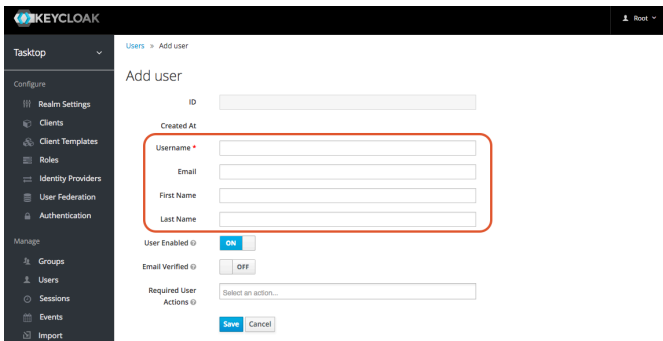 KEYCLOAK
Root
Tasktop
Users » Add user
Add user
Configure
Realm Settings
Clients
Client Templates
Roles
Identity Providers
User Federation
Authentication
Manage
Groups
Users
Sessions
Events
Import
ID
Created At
Username *
Email
First Name
Last Name
User Enabled
ON
Email Verified
OFF
Required User
Actions
Select an action...
Save
Cancel